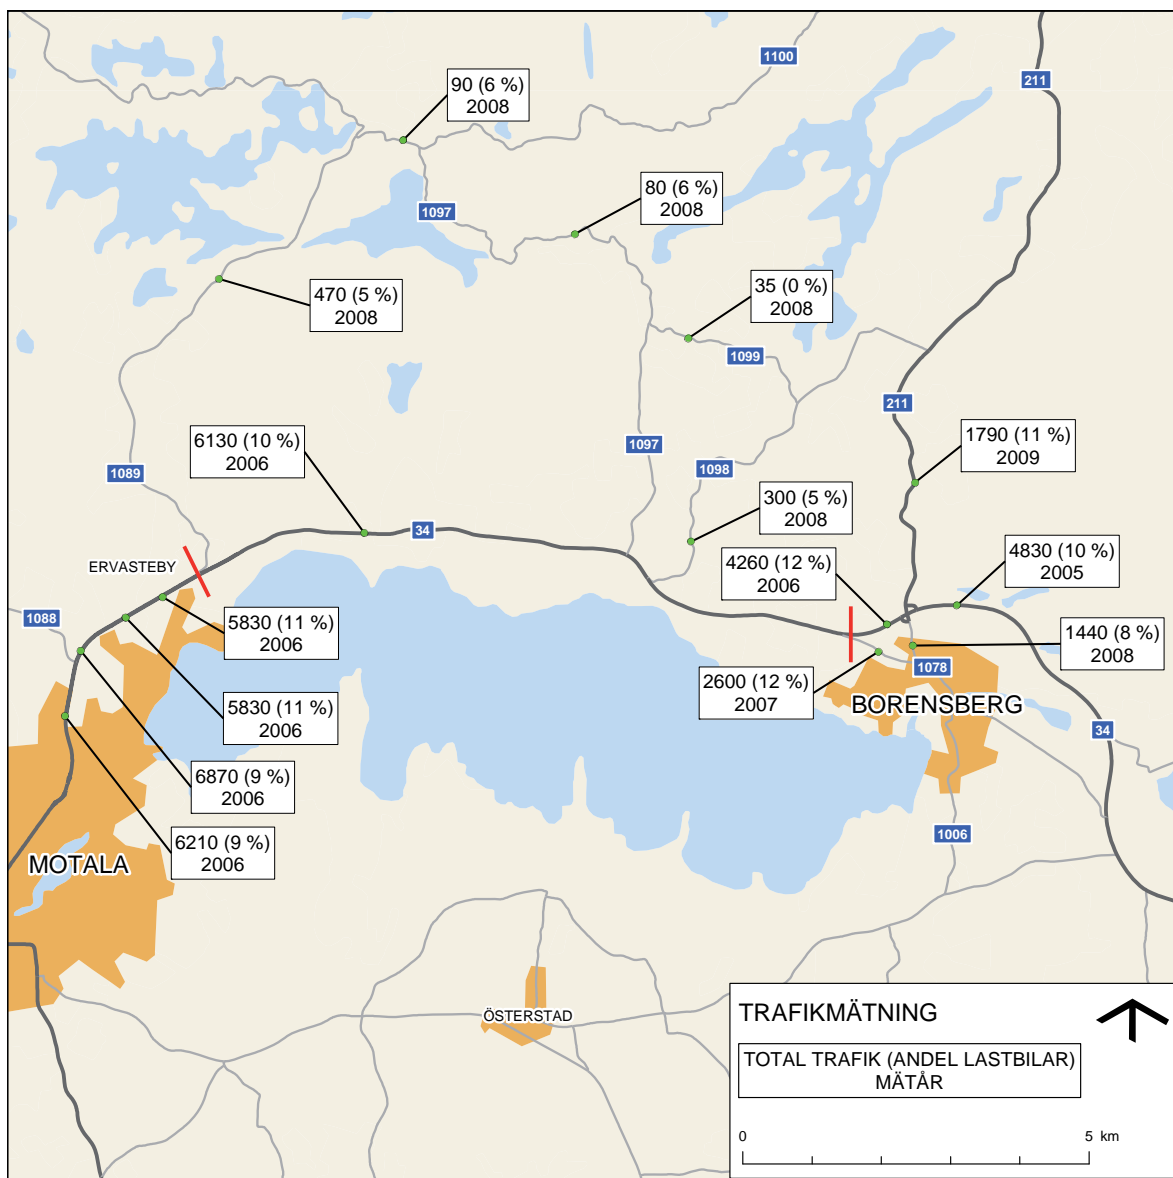 1100
211
90 (6 %)
2008
80 (6 %)
2008
1097
470 (5 %)
2008
35 (0 %)
2008
1099
211
6130 (10 %)
2006
1089
1097
1098
1790 (11 %)
2009
300 (5 %)
2008
34
ERVASTEBY
4260 (12 %)
2006
4830 (10 %)
2005
1088
5830 (11 %)
2006
1440 (8 %)
2008
1078
2600 (12 %)
2007
BORENSBERG
5830 (11 %)
2006
34
6870 (9 %)
2006
6210 (9 %)
2006
1006
MOTALA
ÖSTERSTAD
TRAFIKMÄTNING
TOTAL TRAFIK (ANDEL LASTBILAR)
MÄTÅR
0 5 km